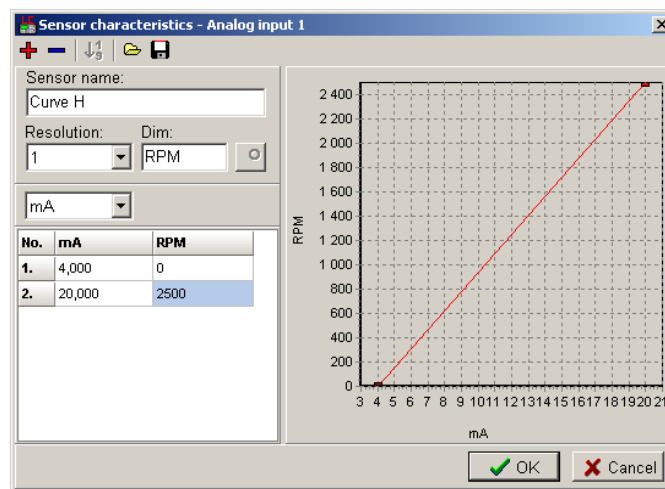 Sensor characteristics - Analog input 1
Sensor name:
Curve H
Resolution: Dim:
1 RPM
mA
No. mA RPM
1. 4,000 0
2. 20,000 2500
2 400
2 200
2 000
1 800
1 600
1 400
1 200
1 000
800
600
400
200
0
RPM
3 4 5 6 7 8 9 10 11 12 13 14 15 16 17 18 19 20 21
mA
OK Cancel